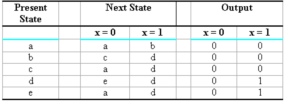 Present State Next State Output
x = 0 x = 1 x = 0 x = 1
a a b 0 0
b c d 0 0
c a d 0 0
d e d 0 1
e a d 0 1